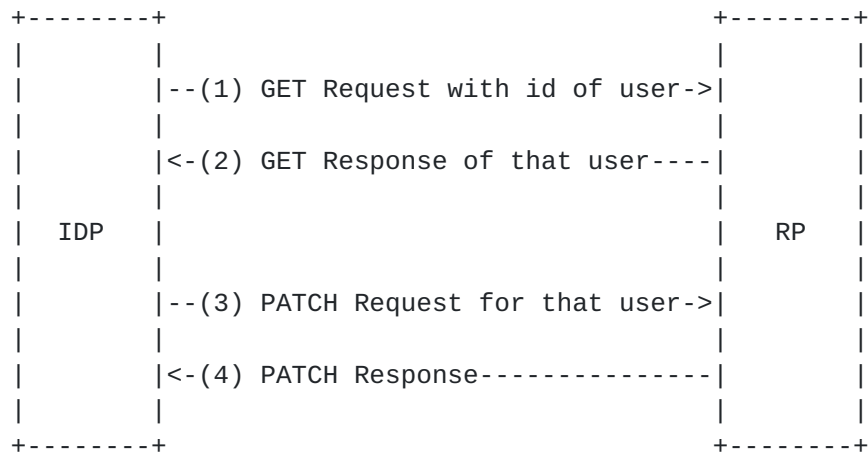 +--------+                                      +--------+
|        |                                      |        |
|        |--(1) GET Request with id of user->|        |
|        |                                      |        |
|        |<-(2) GET Response of that user----|        |
|        |                                      |        |
|  IDP   |                                      |   RP   |
|        |                                      |        |
|        |--(3) PATCH Request for that user->|        |
|        |                                      |        |
|        |<-(4) PATCH Response---------------|        |
|        |                                      |        |
+--------+                                      +--------+